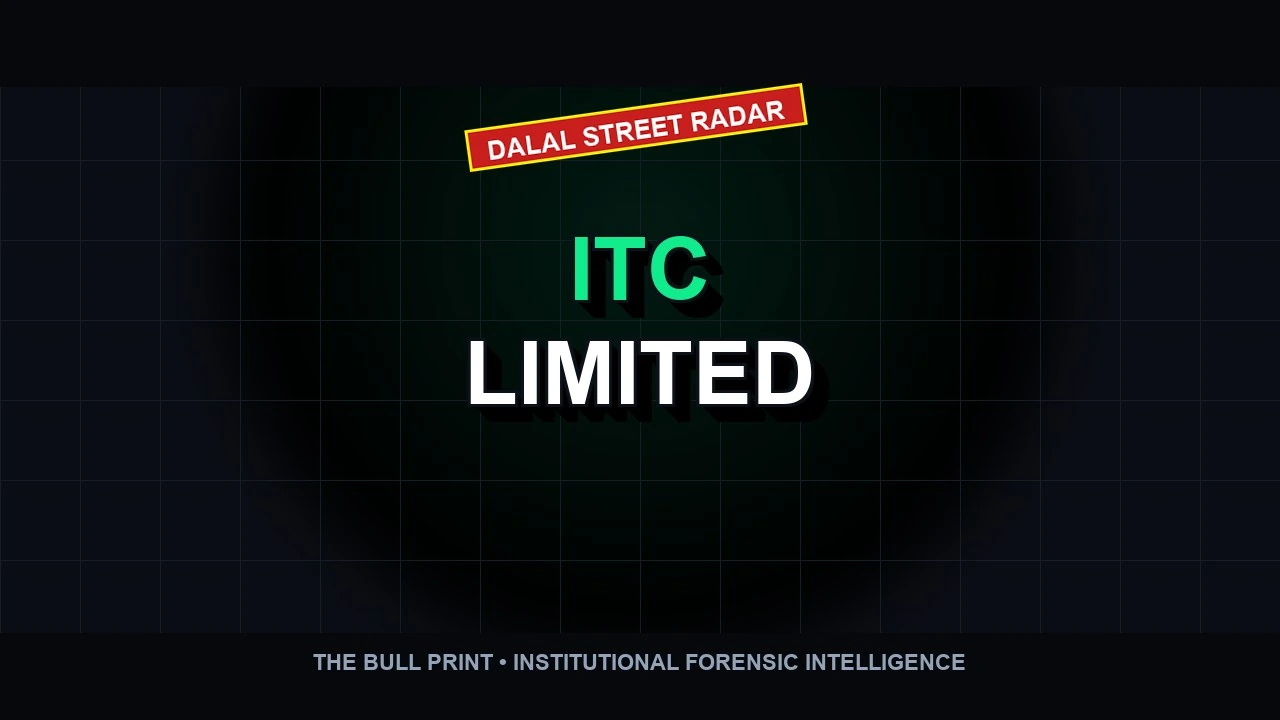 DALAL STREET RADAR
ITC
LIMITED
THE BULL PRINT • INSTITUTIONAL FORENSIC INTELLIGENCE